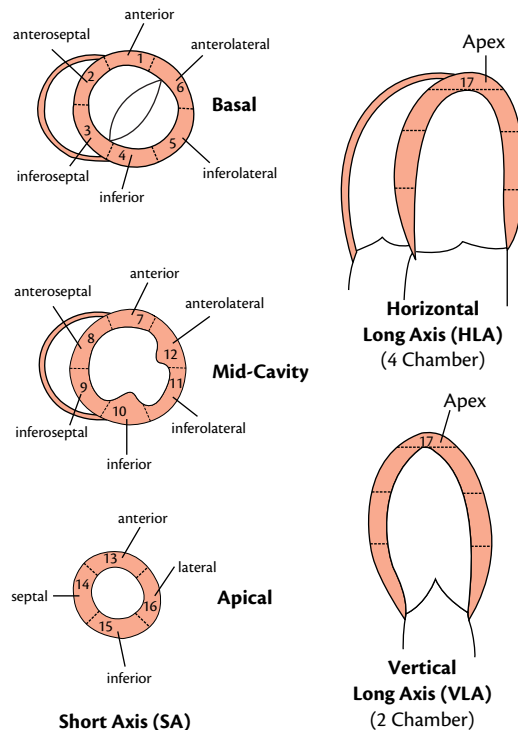 anterior
anteroseptal
anterolateral
1
2
6
Basal
3
4
5
inferoseptal
inferolateral
inferior
anterior
anteroseptal
anterolateral
7
8
12
Mid-Cavity
9
11
10
inferoseptal
inferolateral
inferior
anterior
13
lateral
septal
14
16
Apical
15
inferior
Short Axis (SA)
Apex
17
Horizontal
Long Axis (HLA)
(4 Chamber)
Apex
17
Vertical
Long Axis (VLA)
(2 Chamber)